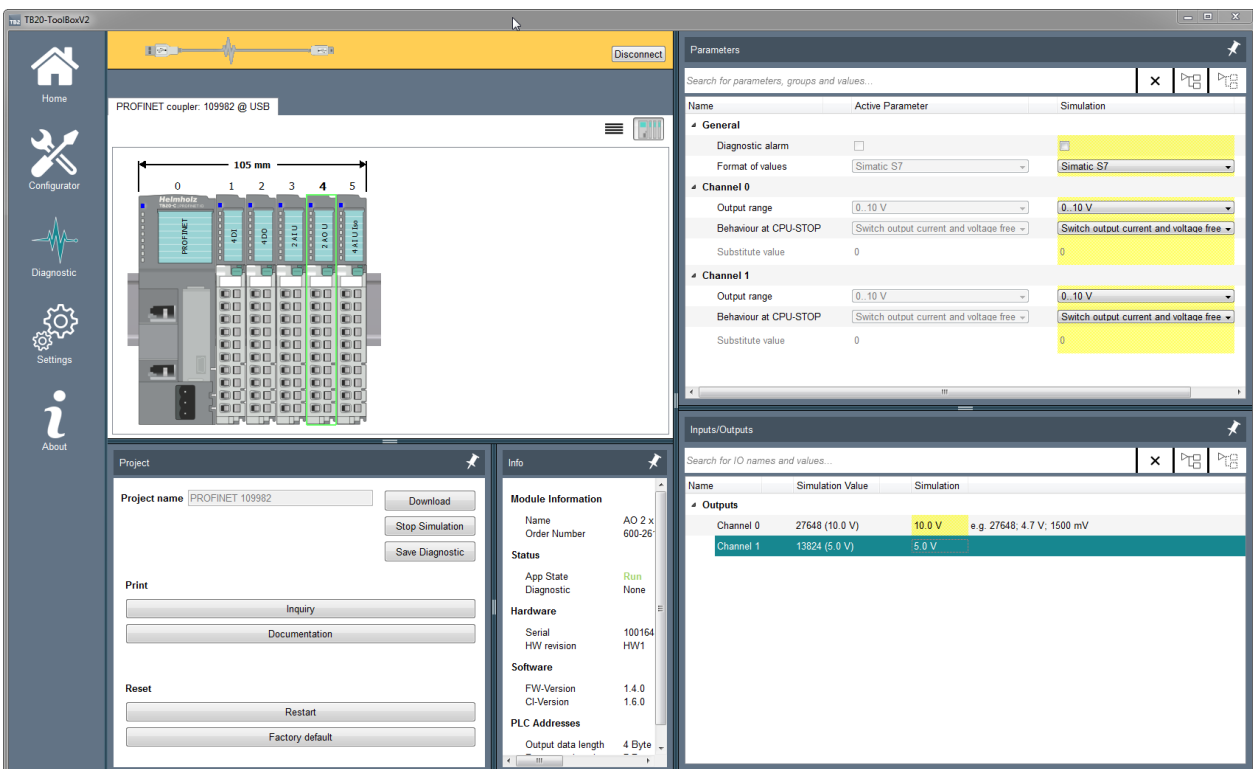 TB20-ToolBoxV2
Home
Configurator
Diagnostic
Settings
About
Disconnect
PROFINET coupler: 109982 @ USB
105 mm
0 1 2 3 4 5
Helmholz
PROFINET
4 DI
4 DO
2 AI U
2 AO U
4 AI U Iso
Project
Project name PROFINET 109982
Download
Stop Simulation
Save Diagnostic
Print
Inquiry
Documentation
Reset
Restart
Factory default
Info
Module Information
Name AO 2 x
Order Number 600-26
Status
App State Run
Diagnostic None
Hardware
Serial 100164
HW revision HW1
Software
FW-Version 1.4.0
CI-Version 1.6.0
PLC Addresses
Output data length 4 Byte
Parameters
Search for parameters, groups and values...
Name Active Parameter Simulation
General
Diagnostic alarm
Format of values Simatic S7 Simatic S7
Channel 0
Output range 0..10 V 0..10 V
Behaviour at CPU-STOP Switch output current and voltage free Switch output current and voltage free
Substitute value 0 0
Channel 1
Output range 0..10 V 0..10 V
Behaviour at CPU-STOP Switch output current and voltage free Switch output current and voltage free
Substitute value 0 0
Inputs/Outputs
Search for IO names and values...
Name Simulation Value Simulation
Outputs
Channel 0 27648 (10.0 V) 10.0 V e.g. 27648; 4.7 V; 1500 mV
Channel 1 13824 (5.0 V) 5.0 V